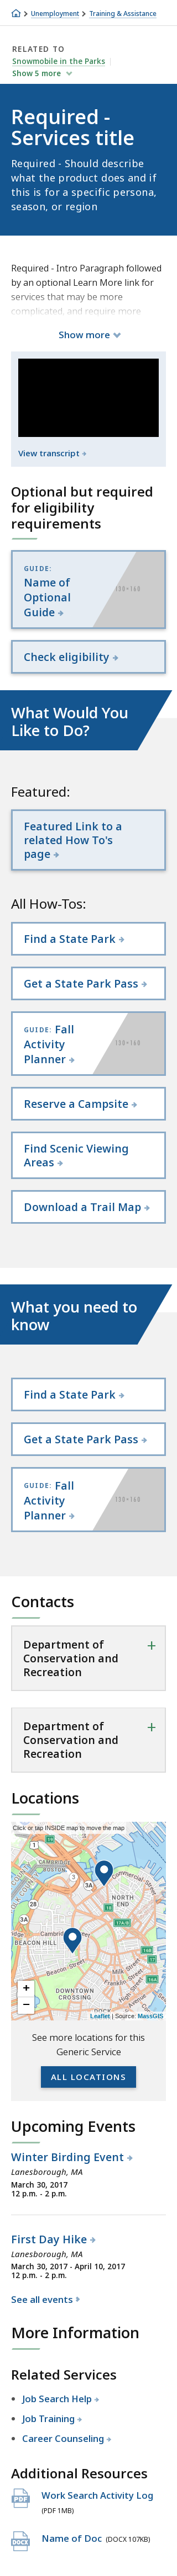 Unemployment > Training & Assistance
RELATED TO
Snowmobile in the Parks
Show 5 more
Required -
Services title
Required - Should describe
what the product does and if
this is for a specific persona,
season, or region
Required - Intro Paragraph followed
by an optional Learn More link for
services that may be more
complicated, and require more
Show more
View transcript
Optional but required
for eligibility
requirements
GUIDE:
Name of
Optional
Guide
130×160
Check eligibility
What Would You
Like to Do?
Featured:
Featured Link to a
related How To's
page
All How-Tos:
Find a State Park
Get a State Park Pass
GUIDE: Fall
Activity
Planner
130×160
Reserve a Campsite
Find Scenic Viewing
Areas
Download a Trail Map
What you need to
know
Find a State Park
Get a State Park Pass
GUIDE: Fall
Activity
Planner
130×160
Contacts
Department of
Conservation and
Recreation
+
Department of
Conservation and
Recreation
+
Locations
Click or tap INSIDE map to move the map
Cambridge
NORTH
END
BEACON HILL
DOWNTOWN
CROSSING
+
−
Leaflet | Source: MassGIS
See more locations for this
Generic Service
ALL LOCATIONS
Upcoming Events
Winter Birding Event
Lanesborough, MA
March 30, 2017
12 p.m. - 2 p.m.
First Day Hike
Lanesborough, MA
March 30, 2017 - April 10, 2017
12 p.m. - 2 p.m.
See all events
More Information
Related Services
Job Search Help
Job Training
Career Counseling
Additional Resources
PDF Work Search Activity Log
(PDF 1MB)
DOCX Name of Doc (DOCX 107KB)